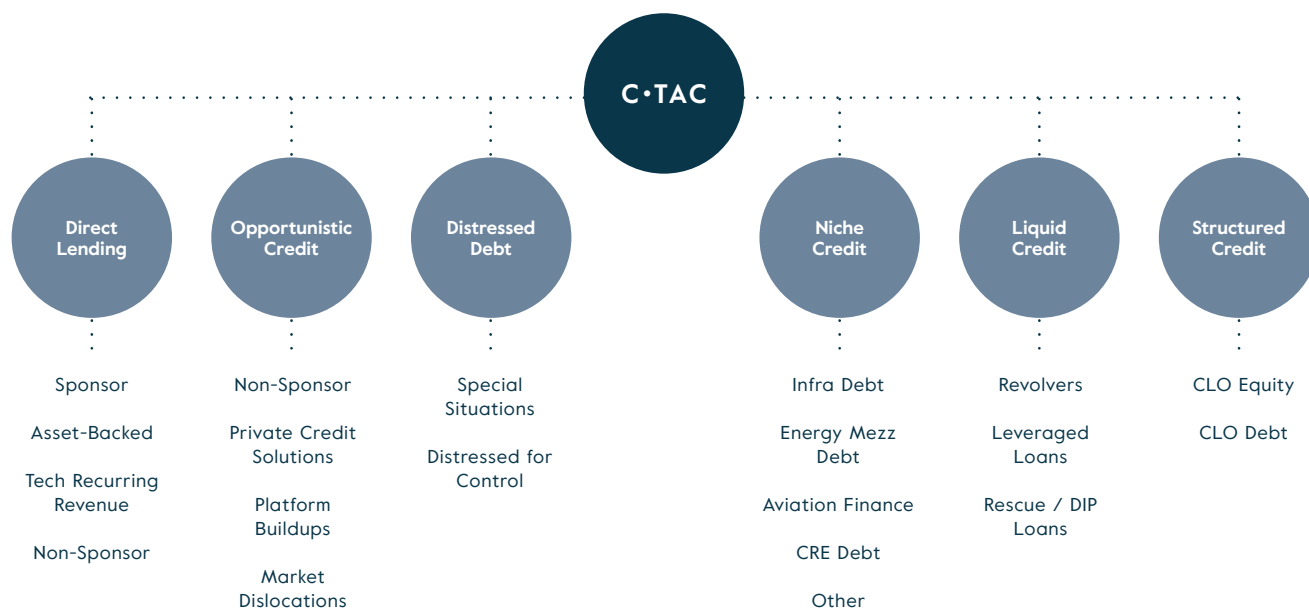 C•TAC
Direct
Lending
Sponsor
Asset-Backed
Tech Recurring
Revenue
Non-Sponsor
Opportunistic
Credit
Non-Sponsor
Private Credit
Solutions
Platform
Buildups
Market
Dislocations
Distressed
Debt
Special
Situations
Distressed for
Control
Niche
Credit
Infra Debt
Energy Mezz
Debt
Aviation Finance
CRE Debt
Other
Liquid
Credit
Revolvers
Leveraged
Loans
Rescue / DIP
Loans
Structured
Credit
CLO Equity
CLO Debt